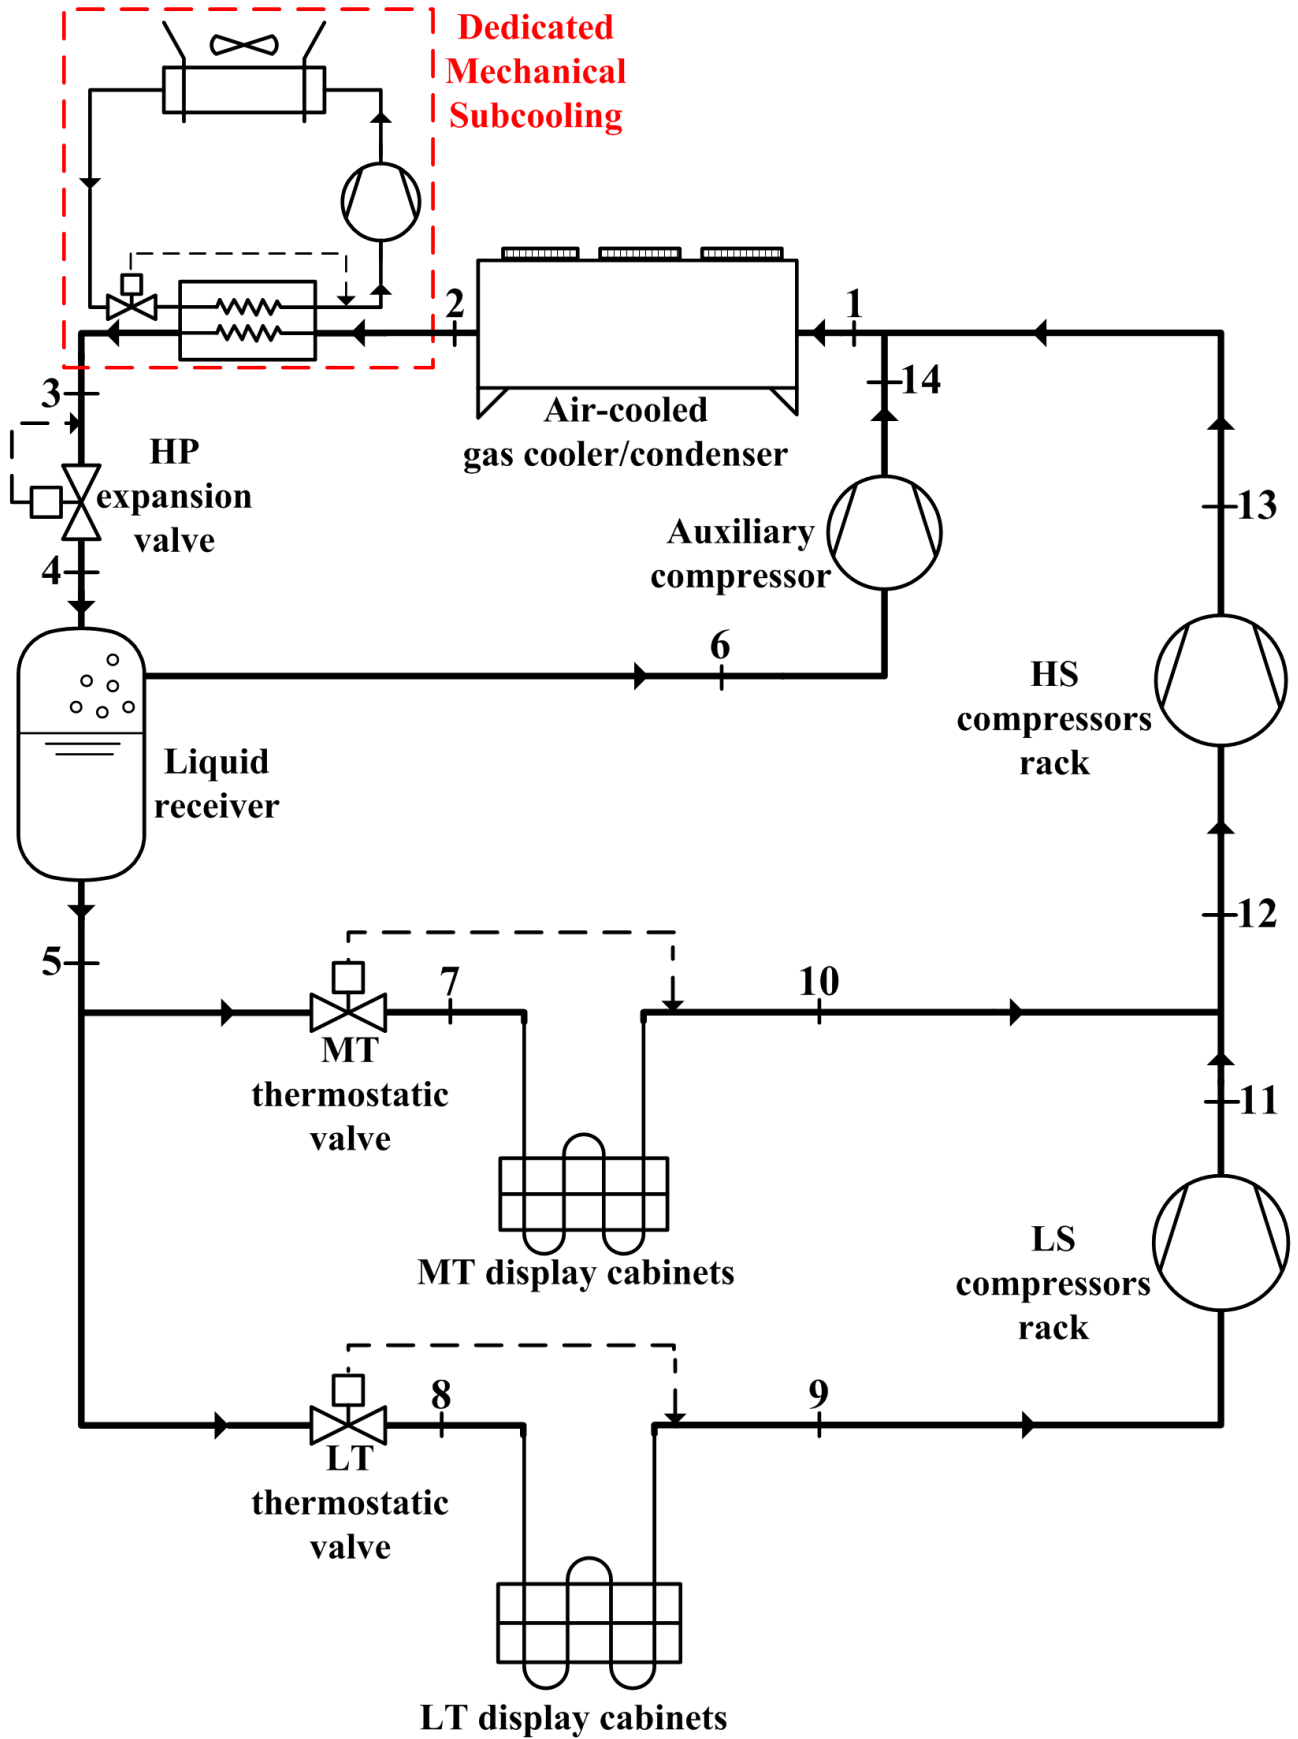 Dedicated
Mechanical
Subcooling
2
1
14
3
Air-cooled
gas cooler/condenser
HP
expansion
valve
13
Auxiliary
compressor
4
6
HS
compressors
rack
Liquid
receiver
12
5
7
10
MT
thermostatic
valve
11
MT display cabinets
LS
compressors
rack
8
9
LT
thermostatic
valve
LT display cabinets